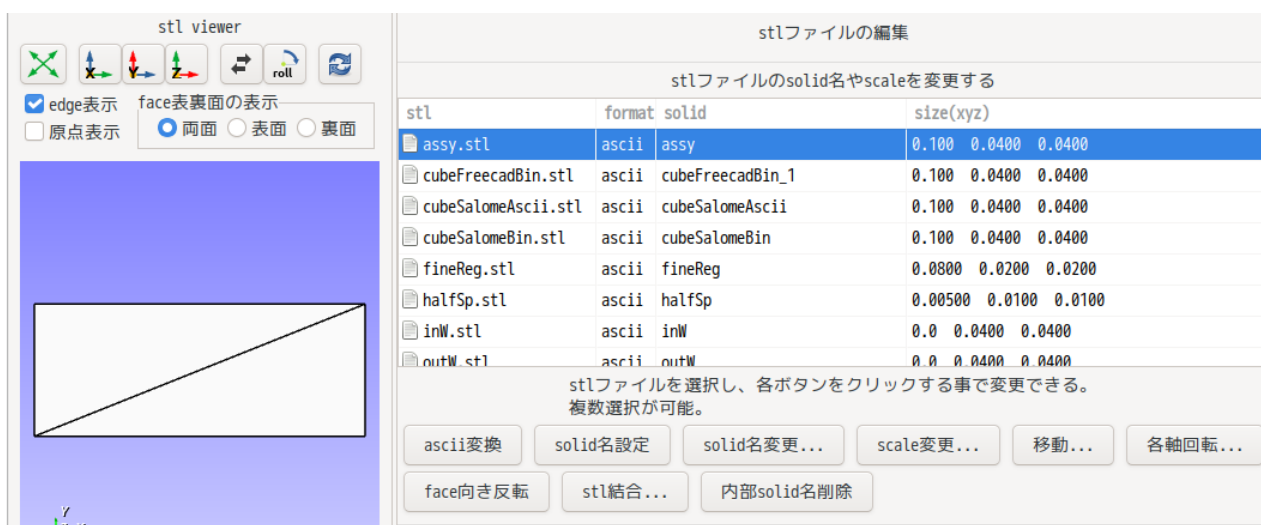 stl viewer
X Y Z roll
edge表示
原点表示
face表裏面の表示
両面 表面 裏面
Y
stlファイルの編集
stlファイルのsolid名やscaleを変更する
stl format solid size(xyz)
assy.stl ascii assy 0.100 0.0400 0.0400
cubeFreecadBin.stl ascii cubeFreecadBin_1 0.100 0.0400 0.0400
cubeSalomeAscii.stl ascii cubeSalomeAscii 0.100 0.0400 0.0400
cubeSalomeBin.stl ascii cubeSalomeBin 0.100 0.0400 0.0400
fineReg.stl ascii fineReg 0.0800 0.0200 0.0200
halfSp.stl ascii halfSp 0.00500 0.0100 0.0100
inW.stl ascii inW 0.0 0.0400 0.0400
outW.stl ascii outW 0.0 0.0400 0.0400
stlファイルを選択し、各ボタンをクリックする事で変更できる。
複数選択が可能。
ascii変換 solid名設定 solid名変更... scale変更... 移動... 各軸回転...
face向き反転 stl結合... 内部solid名削除